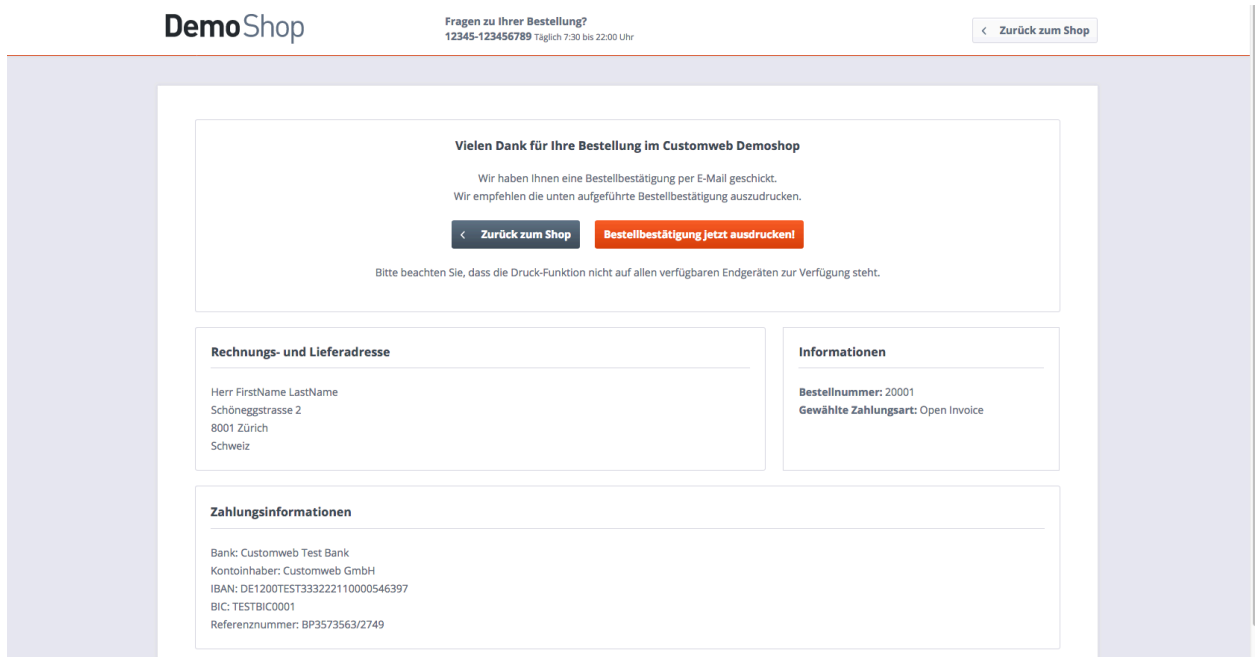 DemoShop
Fragen zu Ihrer Bestellung?
12345-123456789 Täglich 7:30 bis 22:00 Uhr
Zurück zum Shop
Vielen Dank für Ihre Bestellung im Customweb Demoshop
Wir haben Ihnen eine Bestellbestätigung per E-Mail geschickt.
Wir empfehlen die unten aufgeführte Bestellbestätigung auszudrucken.
Zurück zum Shop
Bestellbestätigung jetzt ausdrucken!
Bitte beachten Sie, dass die Druck-Funktion nicht auf allen verfügbaren Endgeräten zur Verfügung steht.
Rechnungs- und Lieferadresse
Herr FirstName LastName
Schöneggstrasse 2
8001 Zürich
Schweiz
Informationen
Bestellnummer: 20001
Gewählte Zahlungsart: Open Invoice
Zahlungsinformationen
Bank: Customweb Test Bank
Kontoinhaber: Customweb GmbH
IBAN: DE1200TEST333222110000546397
BIC: TESTBIC0001
Referenznummer: BP3573563/2749